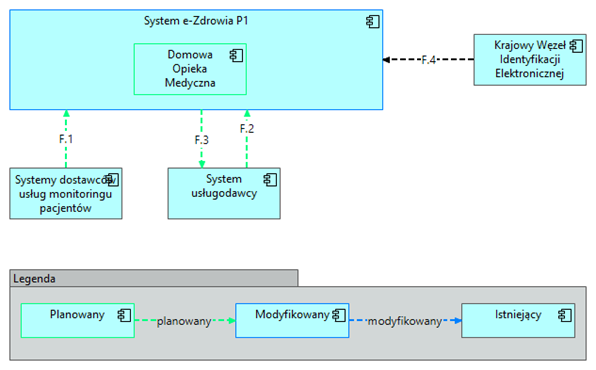 System e-Zdrowia P1
Domowa
Opieka
Medyczna
Krajowy Węzeł
Identyfikacji
Elektronicznej
F.4
F.1
F.3
F.2
Systemy dostawców
usług monitoringu
pacjentów
System
usługodawcy
Legenda
Planowany
planowany
Modyfikowany
modyfikowany
Istniejący